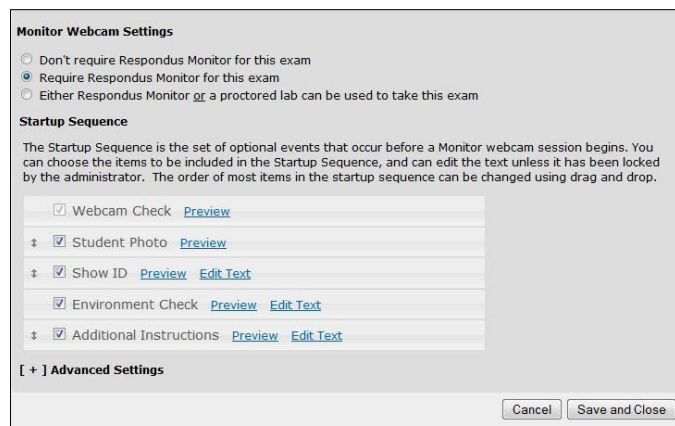 Monitor Webcam Settings
Don't require Respondus Monitor for this exam
Require Respondus Monitor for this exam
Either Respondus Monitor or a proctored lab can be used to take this exam
Startup Sequence
The Startup Sequence is the set of optional events that occur before a Monitor webcam session begins. You
can choose the items to be included in the Startup Sequence, and can edit the text unless it has been locked
by the administrator. The order of most items in the startup sequence can be changed using drag and drop.
Webcam Check Preview
Student Photo Preview
Show ID Preview Edit Text
Environment Check Preview Edit Text
Additional Instructions Preview Edit Text
[ + ] Advanced Settings
Cancel Save and Close